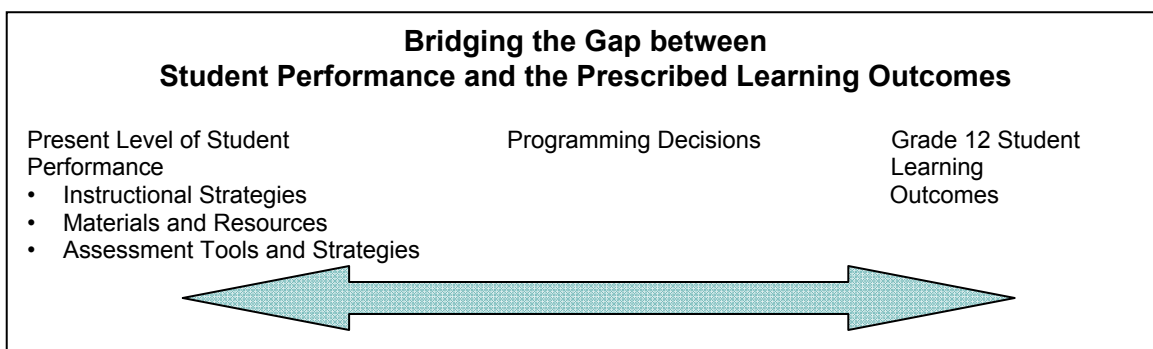 Bridging the Gap between
Student Performance and the Prescribed Learning Outcomes
Present Level of Student
Performance
• Instructional Strategies
• Materials and Resources
• Assessment Tools and Strategies
Programming Decisions
Grade 12 Student
Learning
Outcomes